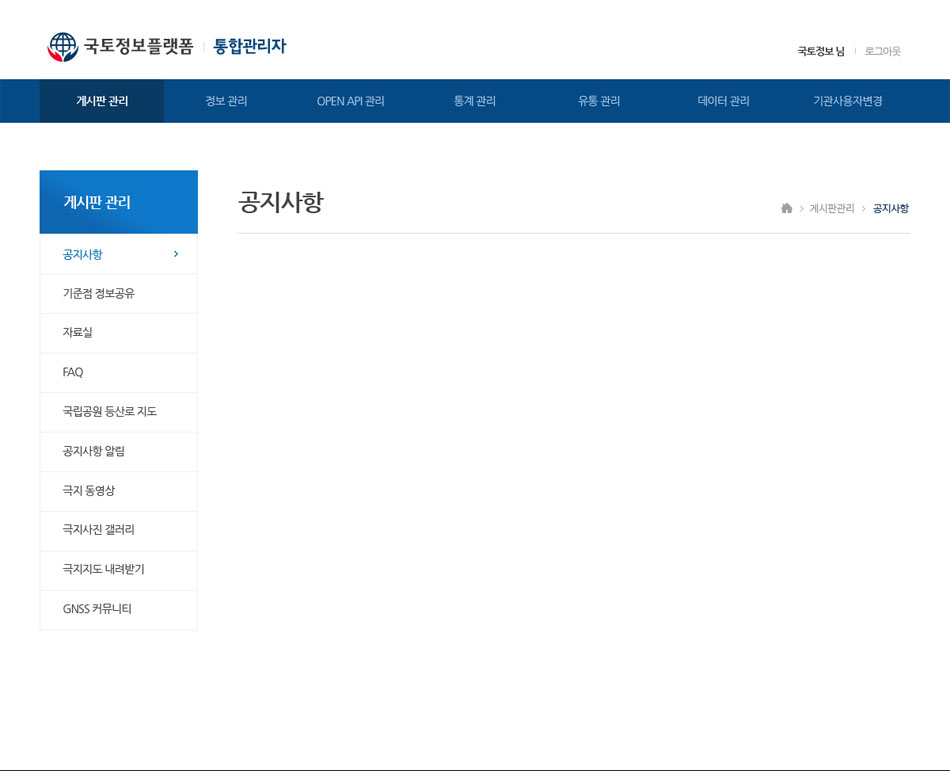 국토정보플랫폼 통합관리자
국토정보 님 로그아웃
게시판 관리 정보 관리 OPEN API 관리 통계 관리 유통 관리 데이터 관리 기관사용자변경
게시판 관리
공지사항
게시판관리 공지사항
공지사항
기준점 정보공유
자료실
FAQ
국립공원 등산로 지도
공지사항 알림
극지 동영상
극지사진 갤러리
극지지도 내려받기
GNSS 커뮤니티